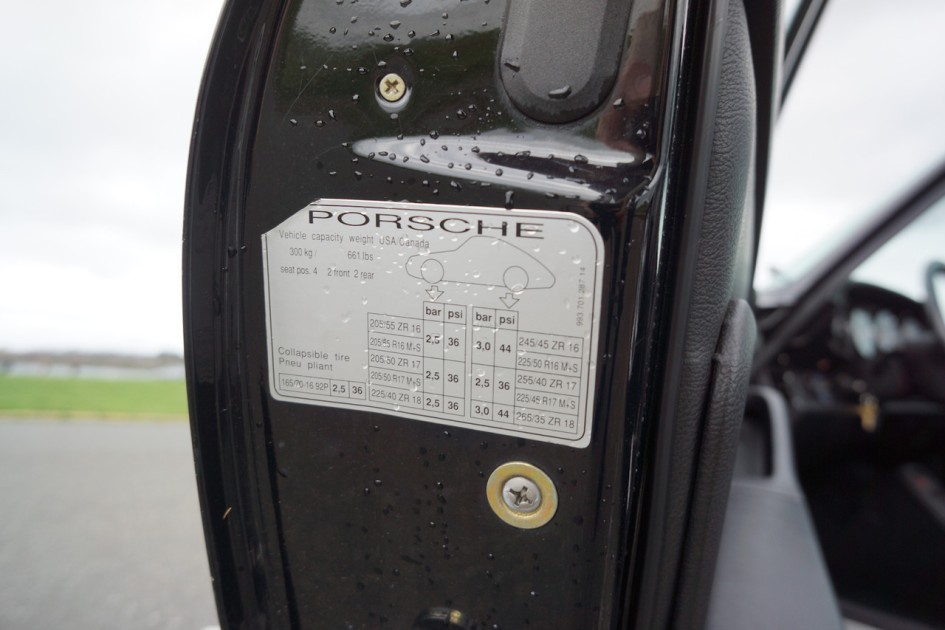 PORSCHE
Vehicle capacity weight USA/Canada
300 kg / 661 lbs
seat pos. 4 2 front 2 rear
993.701.287.14
bar psi bar psi
205/55 ZR 16 2,5 36 3,0 44 245/45 ZR 16
205/55 R16 M+S 225/50 R16 M+S
205/50 ZR 17 2,5 36 2,5 36 255/40 ZR 17
205/50 R17 M+S 225/45 R17 M+S
225/40 ZR 18 2,5 36 3,0 44 265/35 ZR 18
Collapsible tire
Pneu pliant
165/70-16 92P 2,5 36